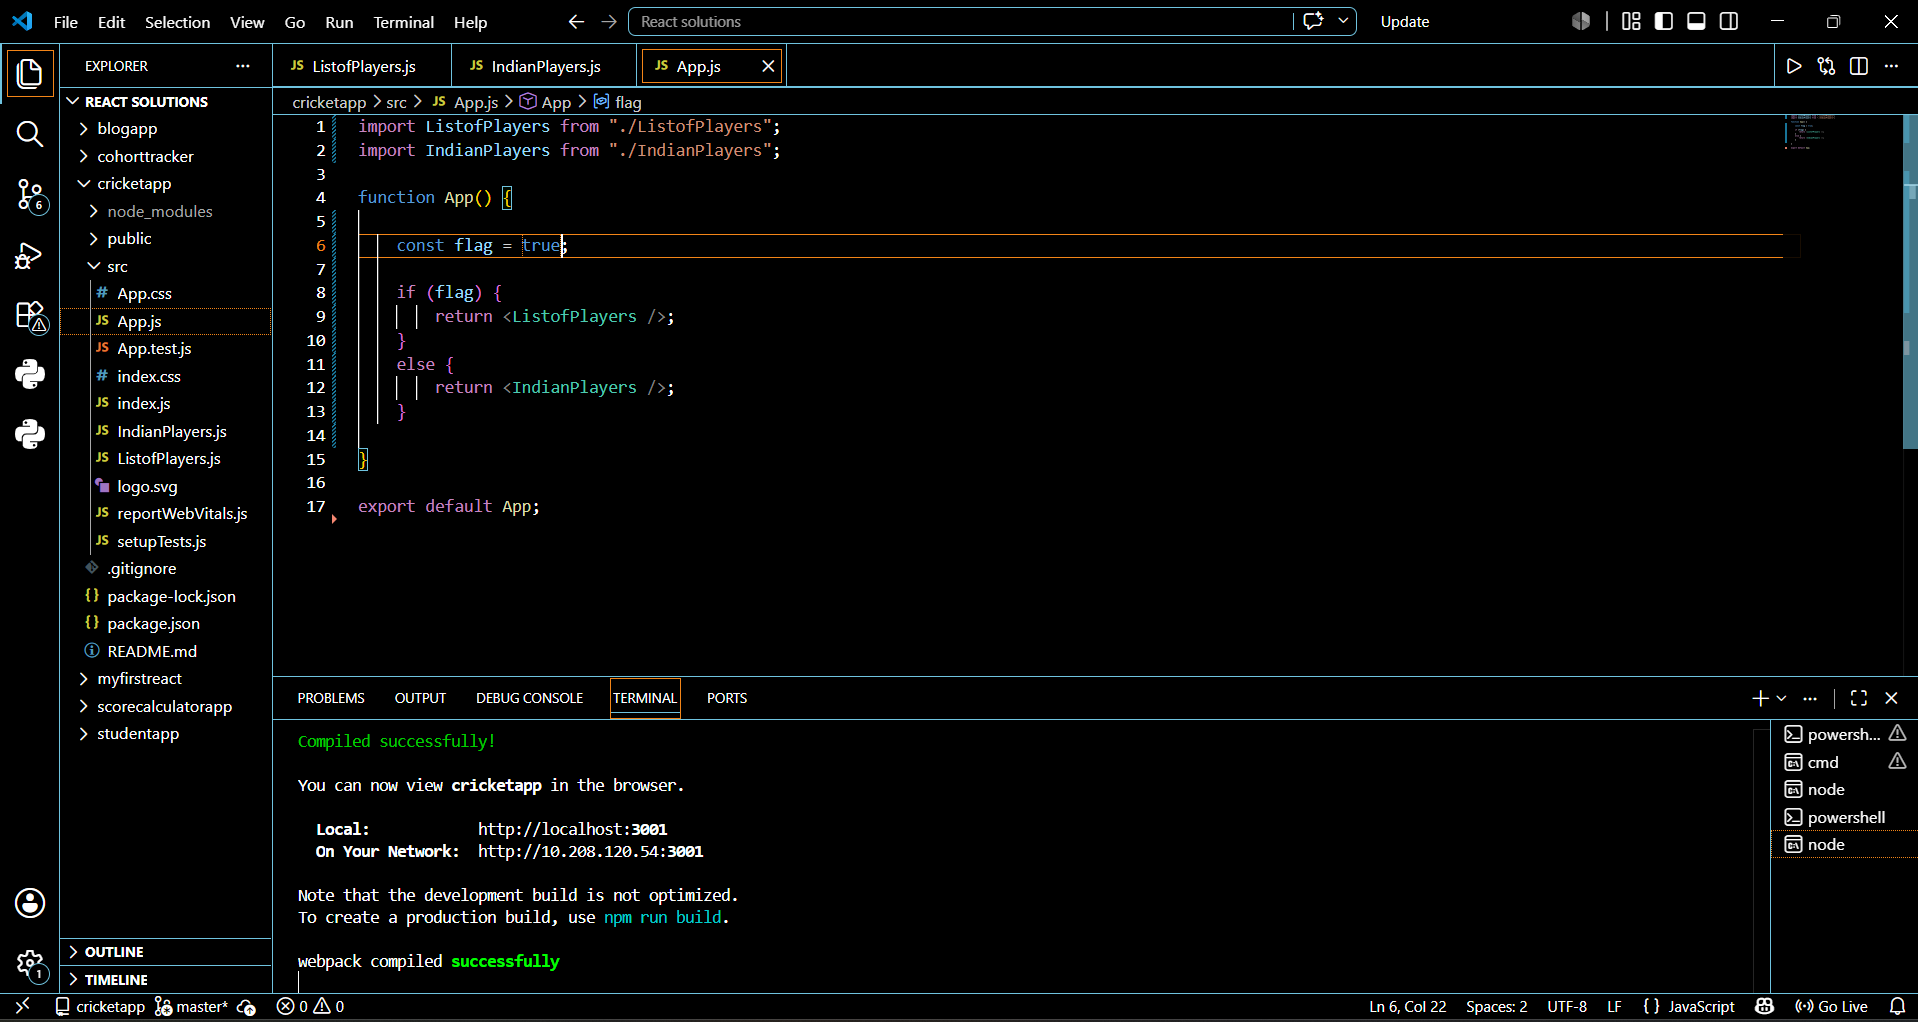 File Edit Selection View Go Run Terminal Help React solutions Update
EXPLORER
REACT SOLUTIONS
blogapp
cohorttracker
cricketapp
node_modules
public
src
App.css
App.js
App.test.js
index.css
index.js
IndianPlayers.js
ListofPlayers.js
logo.svg
reportWebVitals.js
setupTests.js
.gitignore
package-lock.json
package.json
README.md
myfirstreact
scorecalculatorapp
studentapp
OUTLINE
TIMELINE
6
1
JS ListofPlayers.js JS IndianPlayers.js JS App.js
cricketapp > src > JS App.js > App > flag
1 import ListofPlayers from "./ListofPlayers";
2 import IndianPlayers from "./IndianPlayers";
3
4 function App() {
5
6 const flag = true;
7
8 if (flag) {
9 return <ListofPlayers />;
10 }
11 else {
12 return <IndianPlayers />;
13 }
14
15 }
16
17 export default App;
PROBLEMS OUTPUT DEBUG CONSOLE TERMINAL PORTS
Compiled successfully!
You can now view cricketapp in the browser.
Local: http://localhost:3001
On Your Network: http://10.208.120.54:3001
Note that the development build is not optimized.
To create a production build, use npm run build.
webpack compiled successfully
powersh...
cmd
node
powershell
node
cricketapp master* 0 0 Ln 6, Col 22 Spaces: 2 UTF-8 LF { } JavaScript Go Live